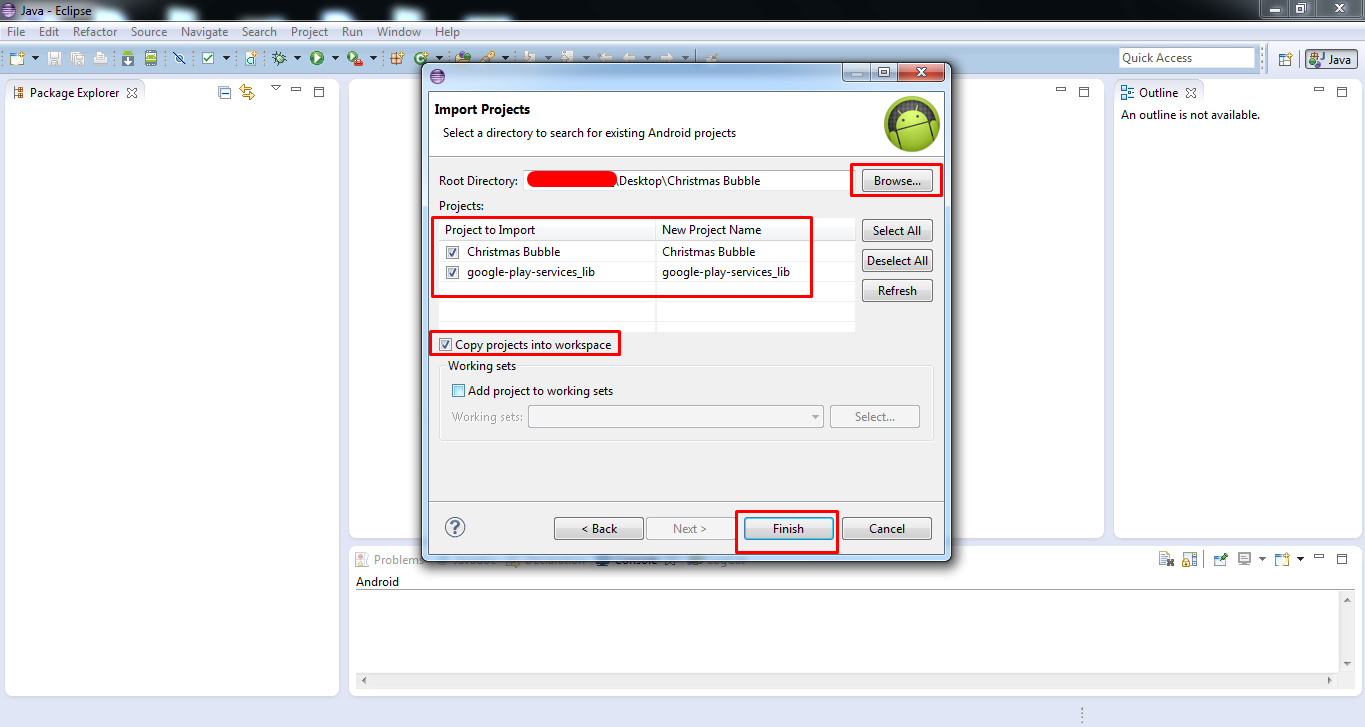 Java - Eclipse
File Edit Refactor Source Navigate Search Project Run Window Help
Quick Access
Java
Package Explorer
Outline
An outline is not available.
Import Projects
Select a directory to search for existing Android projects
Root Directory: \Desktop\Christmas Bubble Browse...
Projects:
Project to Import New Project Name
Christmas Bubble Christmas Bubble
google-play-services_lib google-play-services_lib
Select All
Deselect All
Refresh
Copy projects into workspace
Working sets
Add project to working sets
Working sets: Select...
? < Back Next > Finish Cancel
Problems Declaration Console
Android